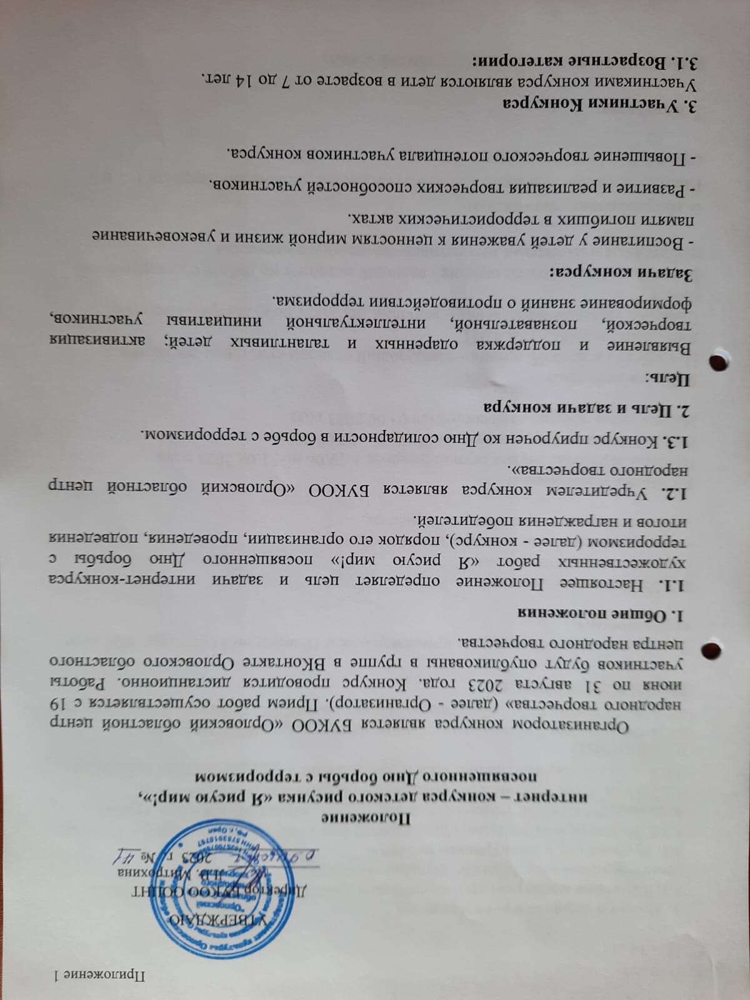 Приложение 1
УТВЕРЖДАЮ
Директор БУКОО ООЦНТ
Л.В. Митрохина
2023 г. № 41
Положение
интернет – конкурса детского рисунка «Я рисую мир!»,
посвященного Дню борьбы с терроризмом
Организатором конкурса является БУКОО «Орловский областной центр
народного творчества» (далее - Организатор). Прием работ осуществляется с 19
июня по 31 августа 2023 года. Конкурс проводится дистанционно. Работы
участников будут опубликованы в группе в ВКонтакте Орловского областного
центра народного творчества.
1. Общие положения
1.1. Настоящее Положение определяет цель и задачи интернет-конкурса
художественных работ «Я рисую мир!» посвященного Дню борьбы с
терроризмом (далее - конкурс), порядок его организации, проведения, подведения
итогов и награждения победителей.
1.2. Учредителем конкурса является БУКОО «Орловский областной центр
народного творчества».
1.3. Конкурс приурочен ко Дню солидарности в борьбе с терроризмом.
2. Цель и задачи конкура
Цель:
Выявление и поддержка одаренных и талантливых детей; активизация
творческой, познавательной, интеллектуальной инициативы участников,
формирование знаний о противодействии терроризма.
Задачи конкурса:
- Воспитание у детей уважения к ценностям мирной жизни и увековечивание
памяти погибших в террористических актах.
- Развитие и реализация творческих способностей участников.
- Повышение творческого потенциала участников конкурса.
3. Участники Конкурса
Участниками конкурса являются дети в возрасте от 7 до 14 лет.
3.1. Возрастные категории: